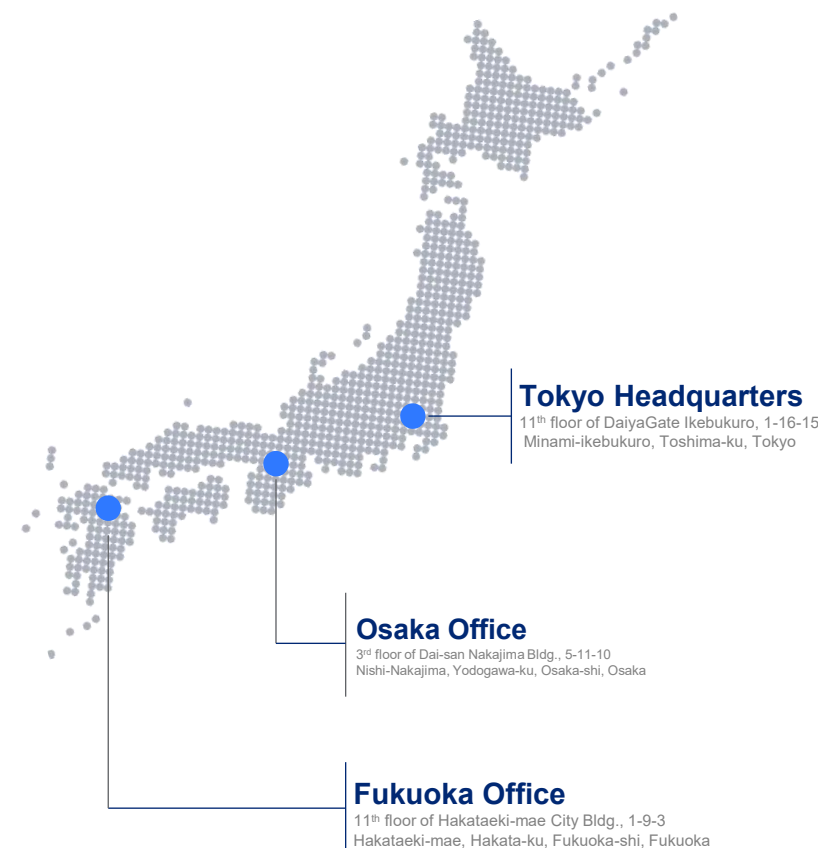 Tokyo Headquarters
11th floor of DaiyaGate Ikebukuro, 1-16-15
Minami-ikebukuro, Toshima-ku, Tokyo
Osaka Office
3rd floor of Dai-san Nakajima Bldg., 5-11-10
Nishi-Nakajima, Yodogawa-ku, Osaka-shi, Osaka
Fukuoka Office
11th floor of Hakataeki-mae City Bldg., 1-9-3
Hakataeki-mae, Hakata-ku, Fukuoka-shi, Fukuoka